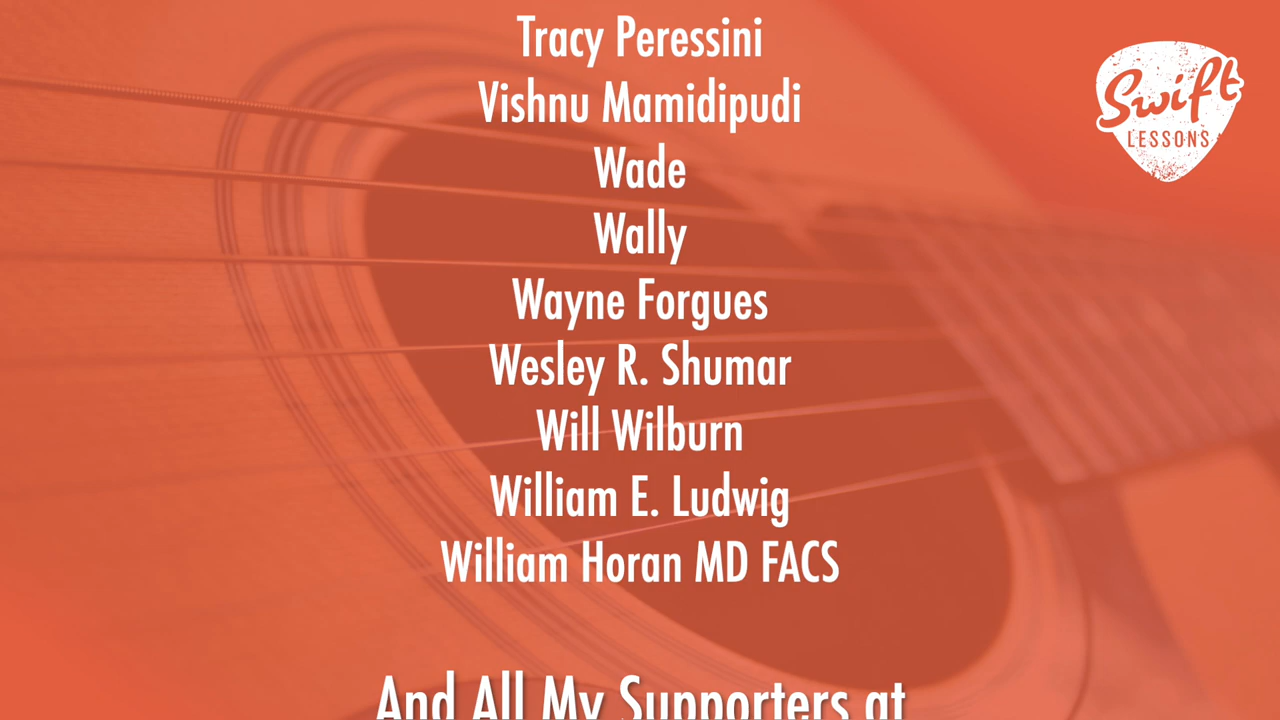 Tracy Peressini
Vishnu Mamidipudi
Wade
Wally
Wayne Forgues
Wesley R. Shumar
Will Wilburn
William E. Ludwig
William Horan MD FACS
And All My Supporters at
Swift
LESSONS